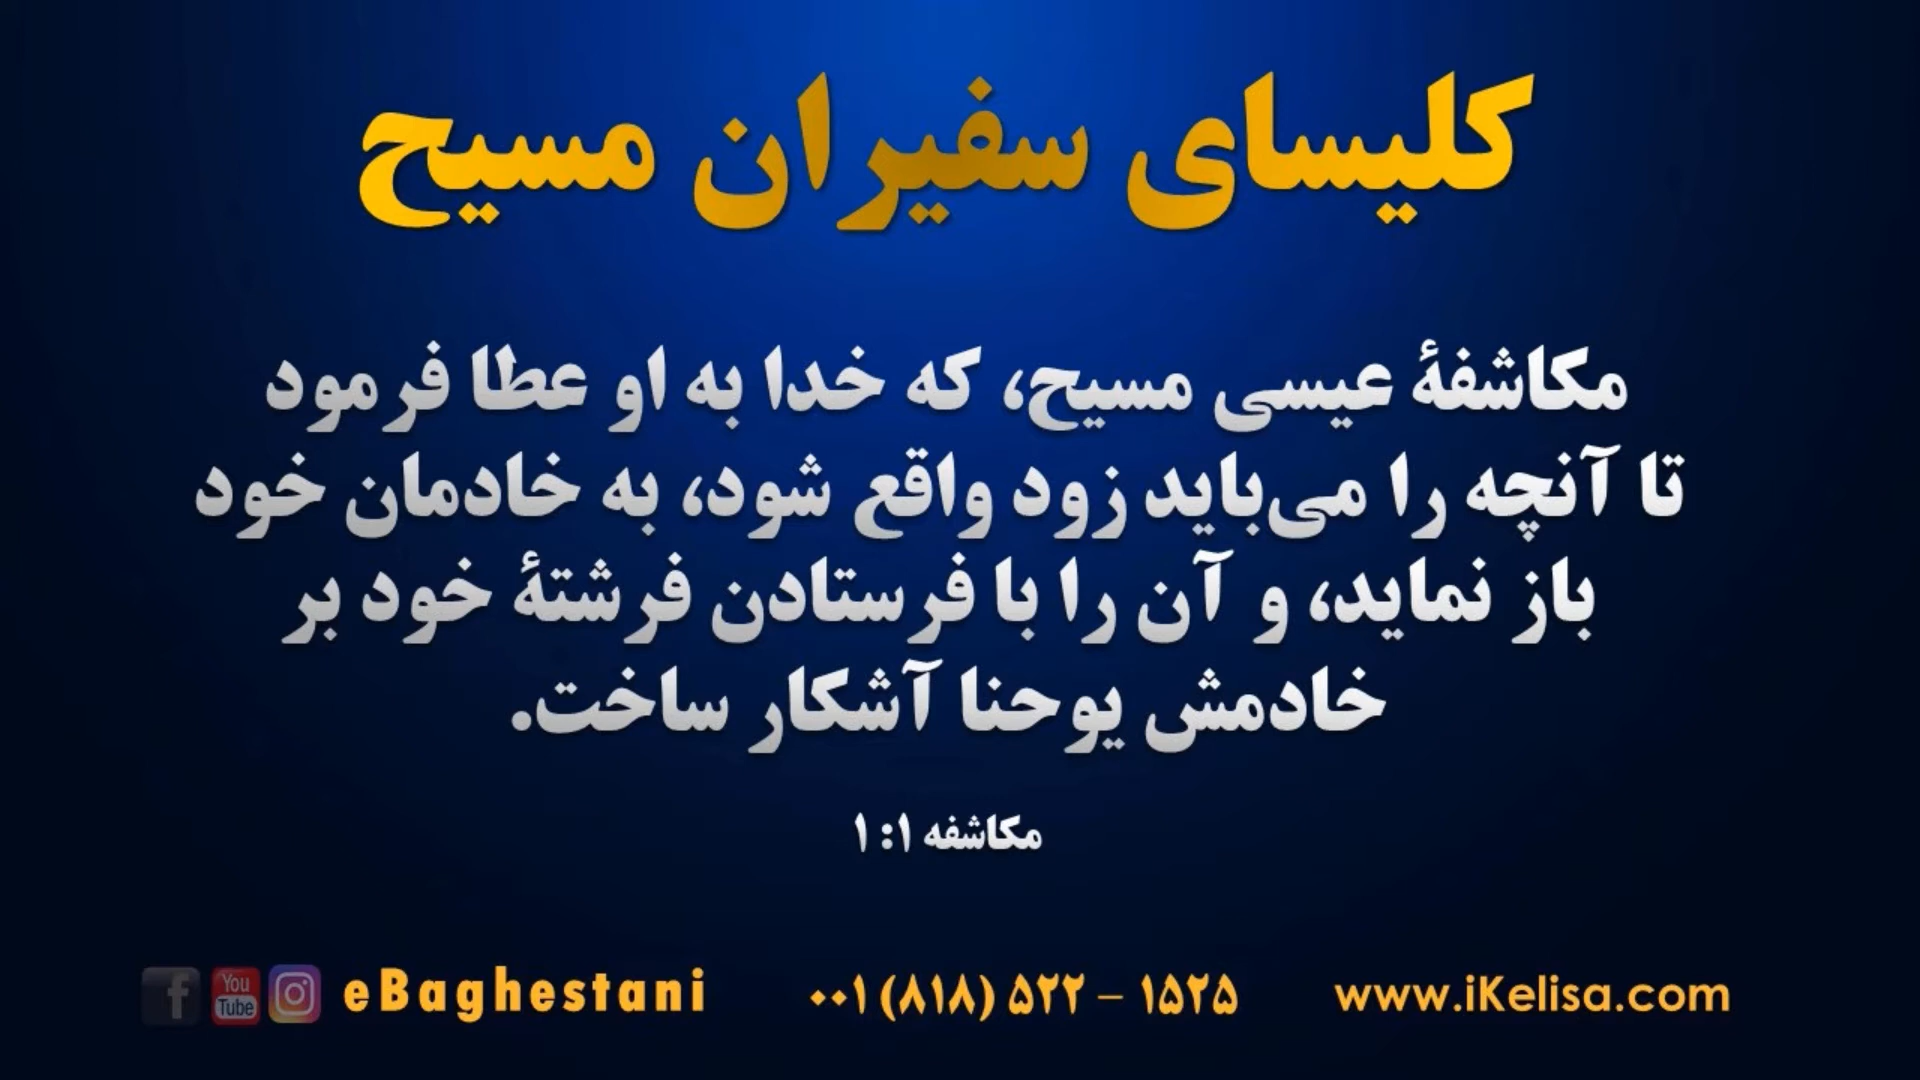 کلیسای سفیران مسیح
مکاشفهٔ عیسی مسیح، که خدا به او عطا فرمود
تا آنچه را می‌باید زود واقع شود، به خادمان خود
باز نماید، و آن را با فرستادن فرشتهٔ خود بر
خادمش یوحنا آشکار ساخت.
مکاشفه ۱: ۱
f You Tube eBaghestani ۰۰۱ (۸۱۸) ۵۲۲ – ۱۵۲۵ www.iKelisa.com